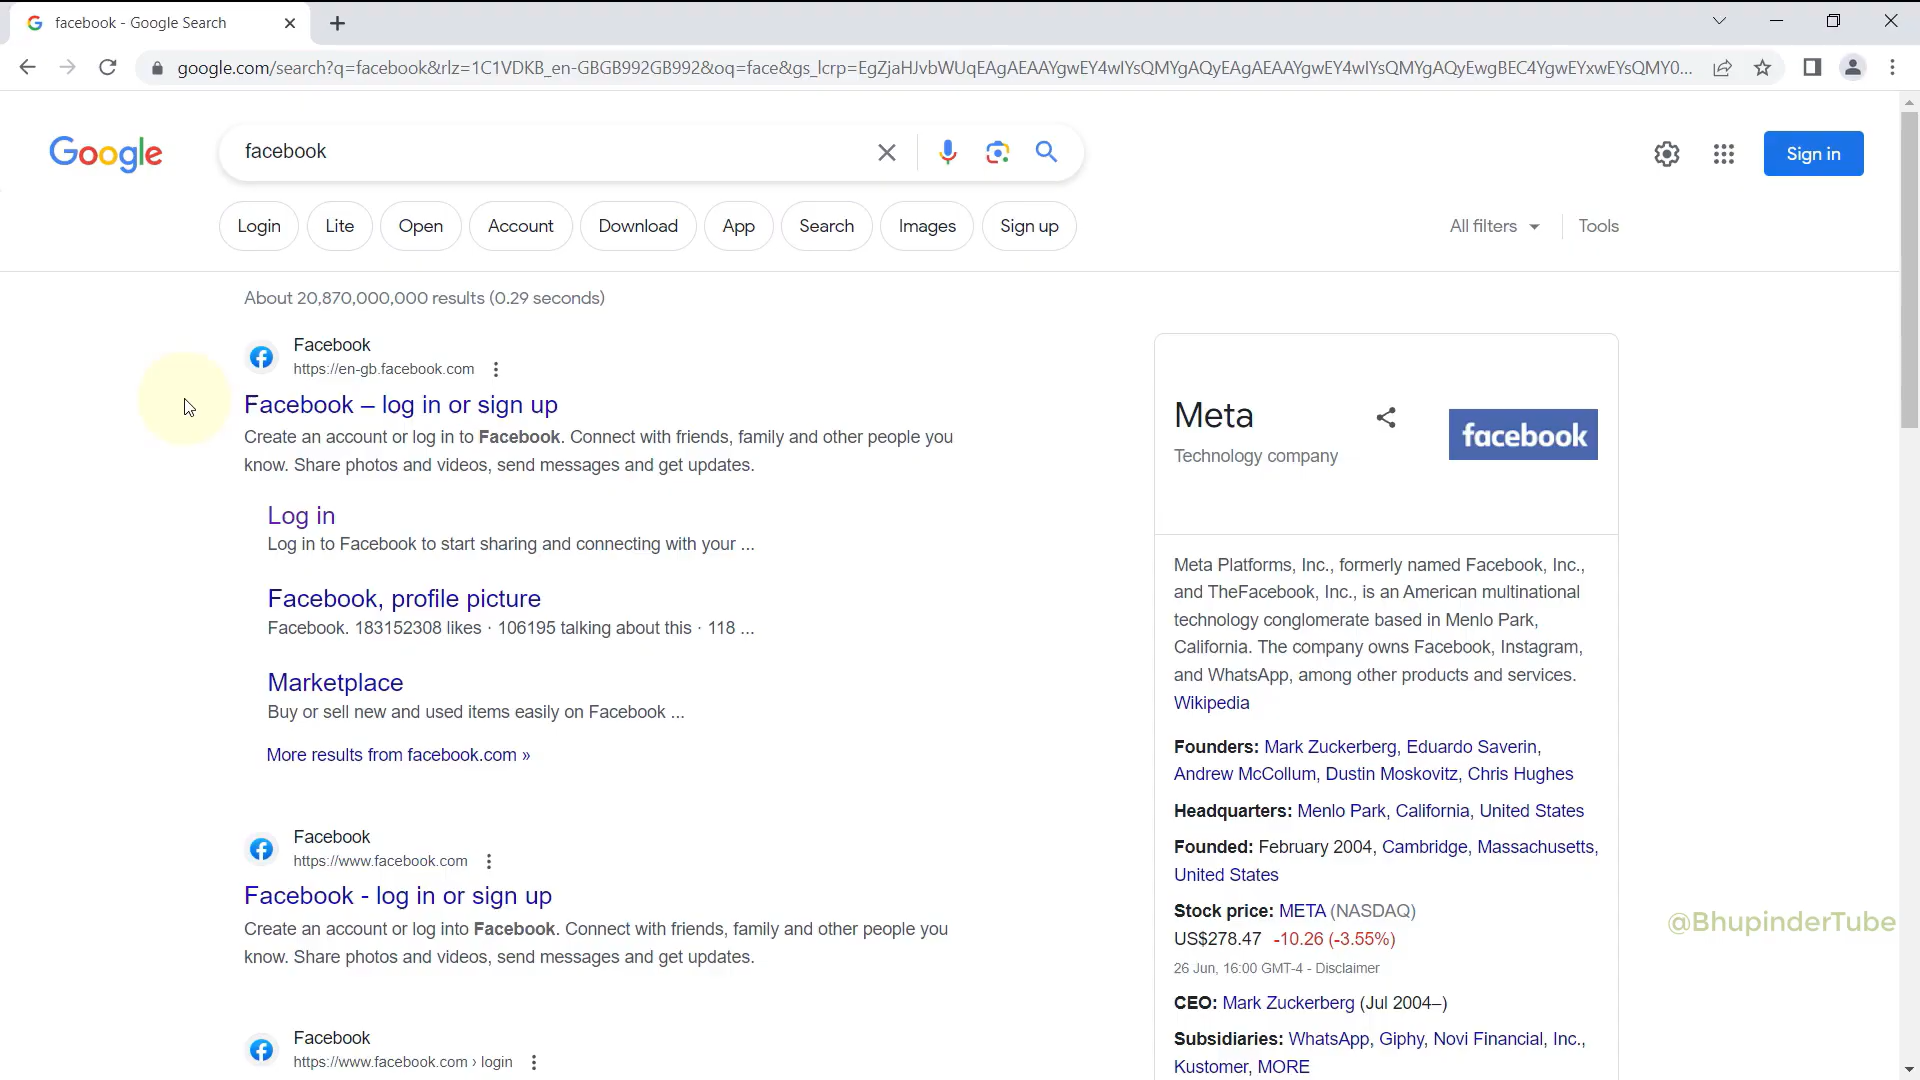 facebook - Google Search
google.com/search?q=facebook&rlz=1C1VDKB_en-GBGB992GB992&oq=face&gs_lcrp=EgZjaHJvbWUqEAgAEAAYgwEY4wIYsQMYgAQyEAgAEAAYgwEY4wIYsQMYgAQyEwgBEC4YgwEYxwEYsQMY0...
Google
facebook
Sign in
Login
Lite
Open
Account
Download
App
Search
Images
Sign up
All filters
Tools
About 20,870,000,000 results (0.29 seconds)
Facebook
https://en-gb.facebook.com
Facebook – log in or sign up
Create an account or log in to Facebook. Connect with friends, family and other people you
know. Share photos and videos, send messages and get updates.
Log in
Log in to Facebook to start sharing and connecting with your ...
Facebook, profile picture
Facebook. 183152308 likes · 106195 talking about this · 118 ...
Marketplace
Buy or sell new and used items easily on Facebook ...
More results from facebook.com »
Facebook
https://www.facebook.com
Facebook - log in or sign up
Create an account or log into Facebook. Connect with friends, family and other people you
know. Share photos and videos, send messages and get updates.
Facebook
https://www.facebook.com › login
Meta
Technology company
facebook
Meta Platforms, Inc., formerly named Facebook, Inc.,
and TheFacebook, Inc., is an American multinational
technology conglomerate based in Menlo Park,
California. The company owns Facebook, Instagram,
and WhatsApp, among other products and services.
Wikipedia
Founders: Mark Zuckerberg, Eduardo Saverin,
Andrew McCollum, Dustin Moskovitz, Chris Hughes
Headquarters: Menlo Park, California, United States
Founded: February 2004, Cambridge, Massachusetts,
United States
Stock price: META (NASDAQ)
US$278.47 -10.26 (-3.55%)
26 Jun, 16:00 GMT-4 - Disclaimer
CEO: Mark Zuckerberg (Jul 2004–)
Subsidiaries: WhatsApp, Giphy, Novi Financial, Inc.,
Kustomer, MORE
@BhupinderTube